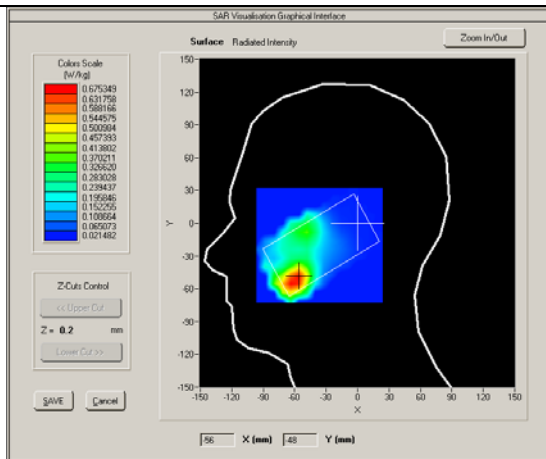 SAR Visualisation Graphical Interface
Surface Radiated Intensity
Zoom In/Out
Colors Scale
(W/kg)
0.675349
0.631758
0.588166
0.544575
0.500984
0.457393
0.413802
0.370211
0.326620
0.283028
0.239437
0.195846
0.152255
0.108664
0.065073
0.021482
Z-Cuts Control
<< Upper Cut
Z = 0.2 mm
Lower Cut >>
SAVE Cancel
150
120
90
60
30
0
-30
-60
-90
-120
-150
Y
-150 -120 -90 -60 -30 0 30 60 90 120 150
X
-56 X (mm) -48 Y (mm)